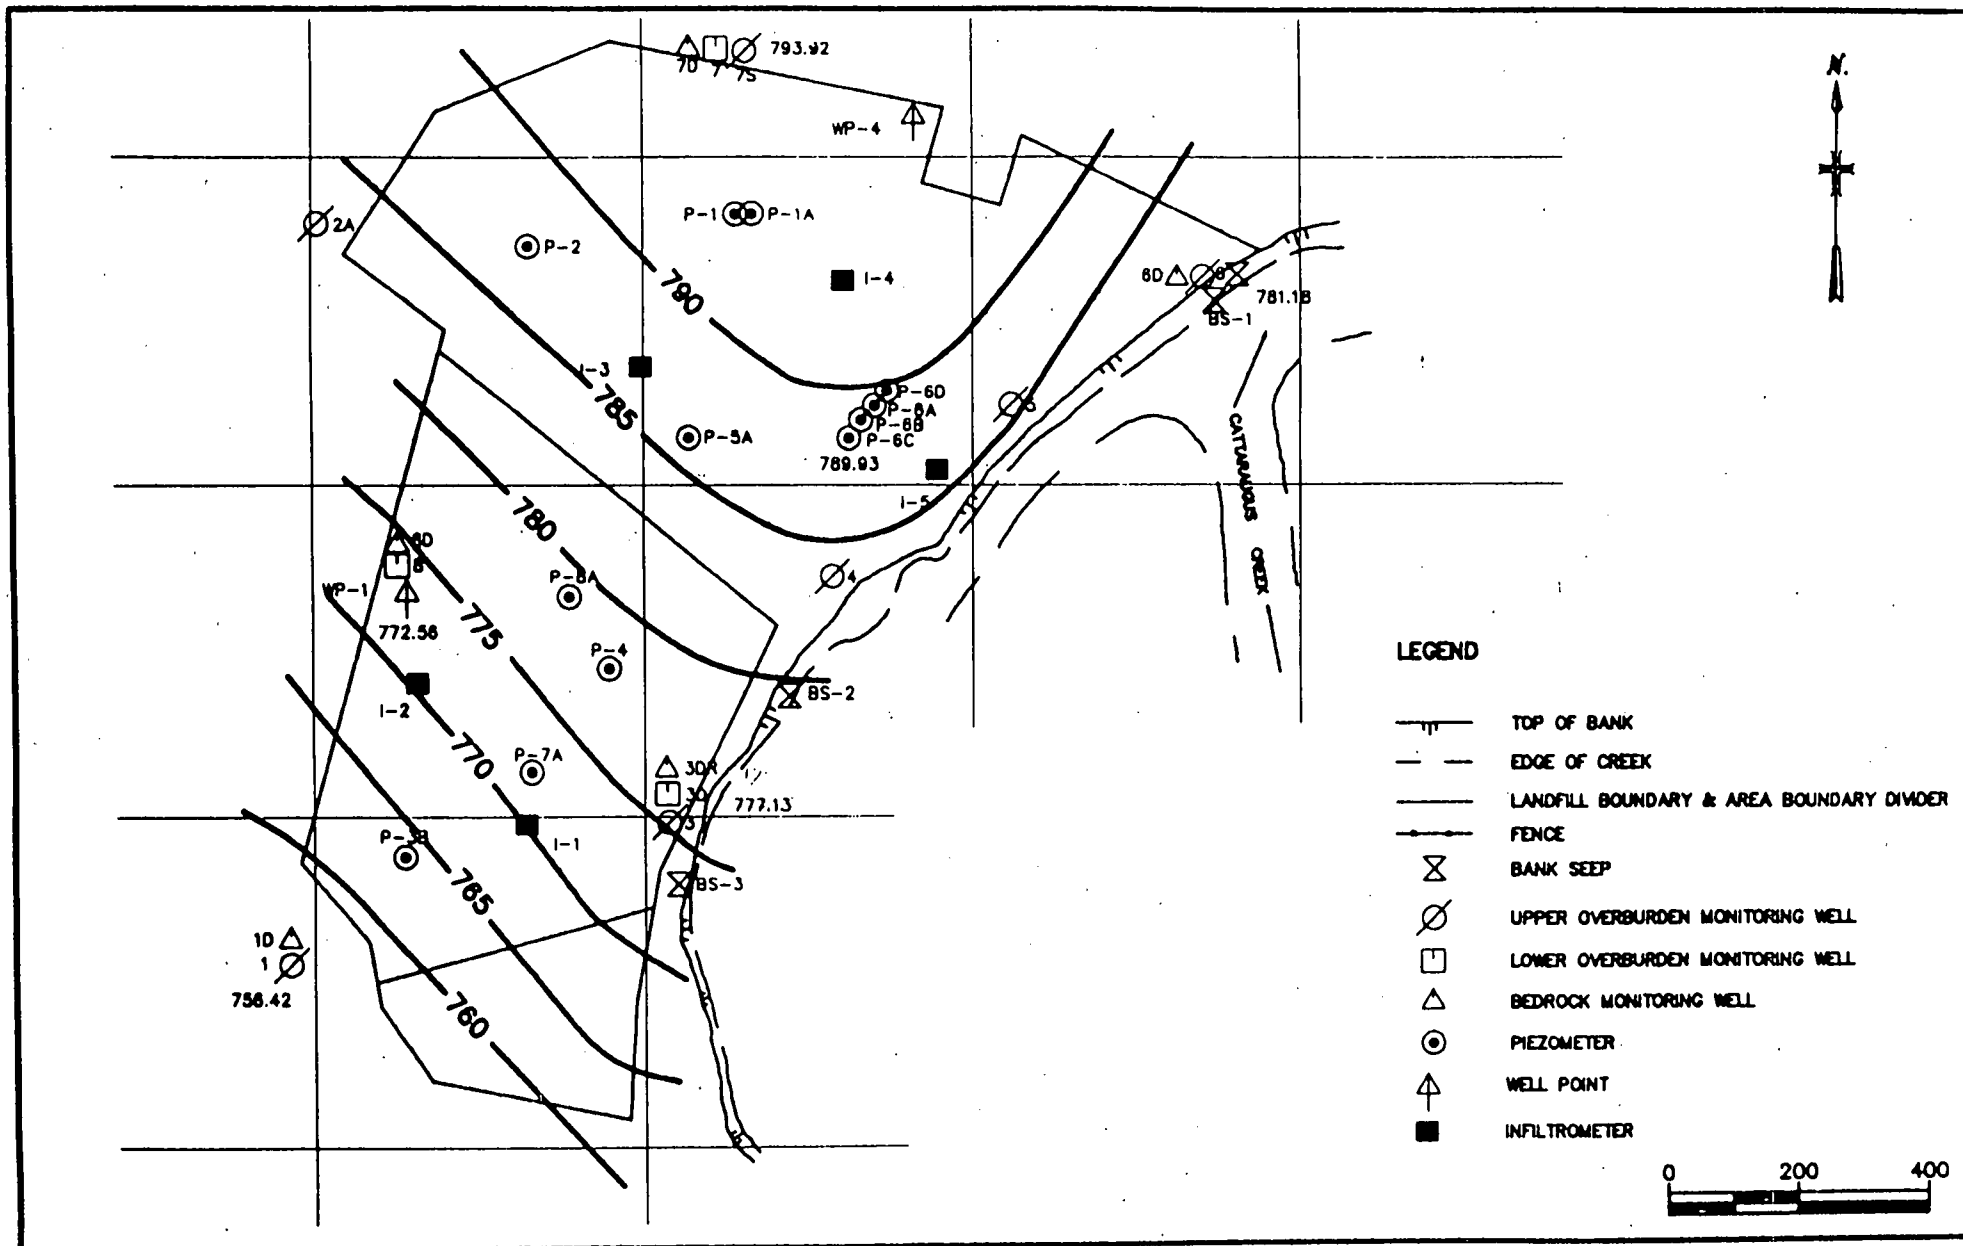 793.92
7D 7 7S
WP-4
N.
2A
P-1 P-1A
P-2
I-4
790
6D 6
781.18
BS-1
I-3
785
P-6D
P-6A
P-6B
P-6C
789.93
5
P-5A
I-5
CATTARAUGUS CREEK
780
8D
8
WP-1
772.56
P-8A
775
4
P-4
BS-2
I-2
770
P-7A
3DR
3D
777.13
3
P-3B
I-1
BS-3
765
1D
1
756.42
760
LEGEND
TOP OF BANK
EDGE OF CREEK
LANDFILL BOUNDARY & AREA BOUNDARY DIVIDER
FENCE
BANK SEEP
UPPER OVERBURDEN MONITORING WELL
LOWER OVERBURDEN MONITORING WELL
BEDROCK MONITORING WELL
PIEZOMETER
WELL POINT
INFILTROMETER
0 200 400